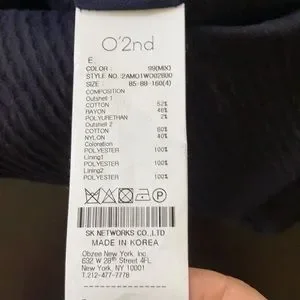 O'2nd
E
COLOR : 99(MIX)
STYLE NO. 2AMO1WO02800
SIZE : 85-88-160(4)
COMPOSITION
Outshell 1
COTTON 52%
RAYON 46%
POLYURETHAN 2%
Outshell 2
COTTON 60%
NYLON 40%
Coloration
POLYESTER 100%
Lining1
POLYESTER 100%
Lining2
POLYESTER 100%
SK NETWORKS CO.,LTD
MADE IN KOREA
Obzee New York Inc
632 W 28th Street 4FL
New York, NY 10001
T.212-477-7778